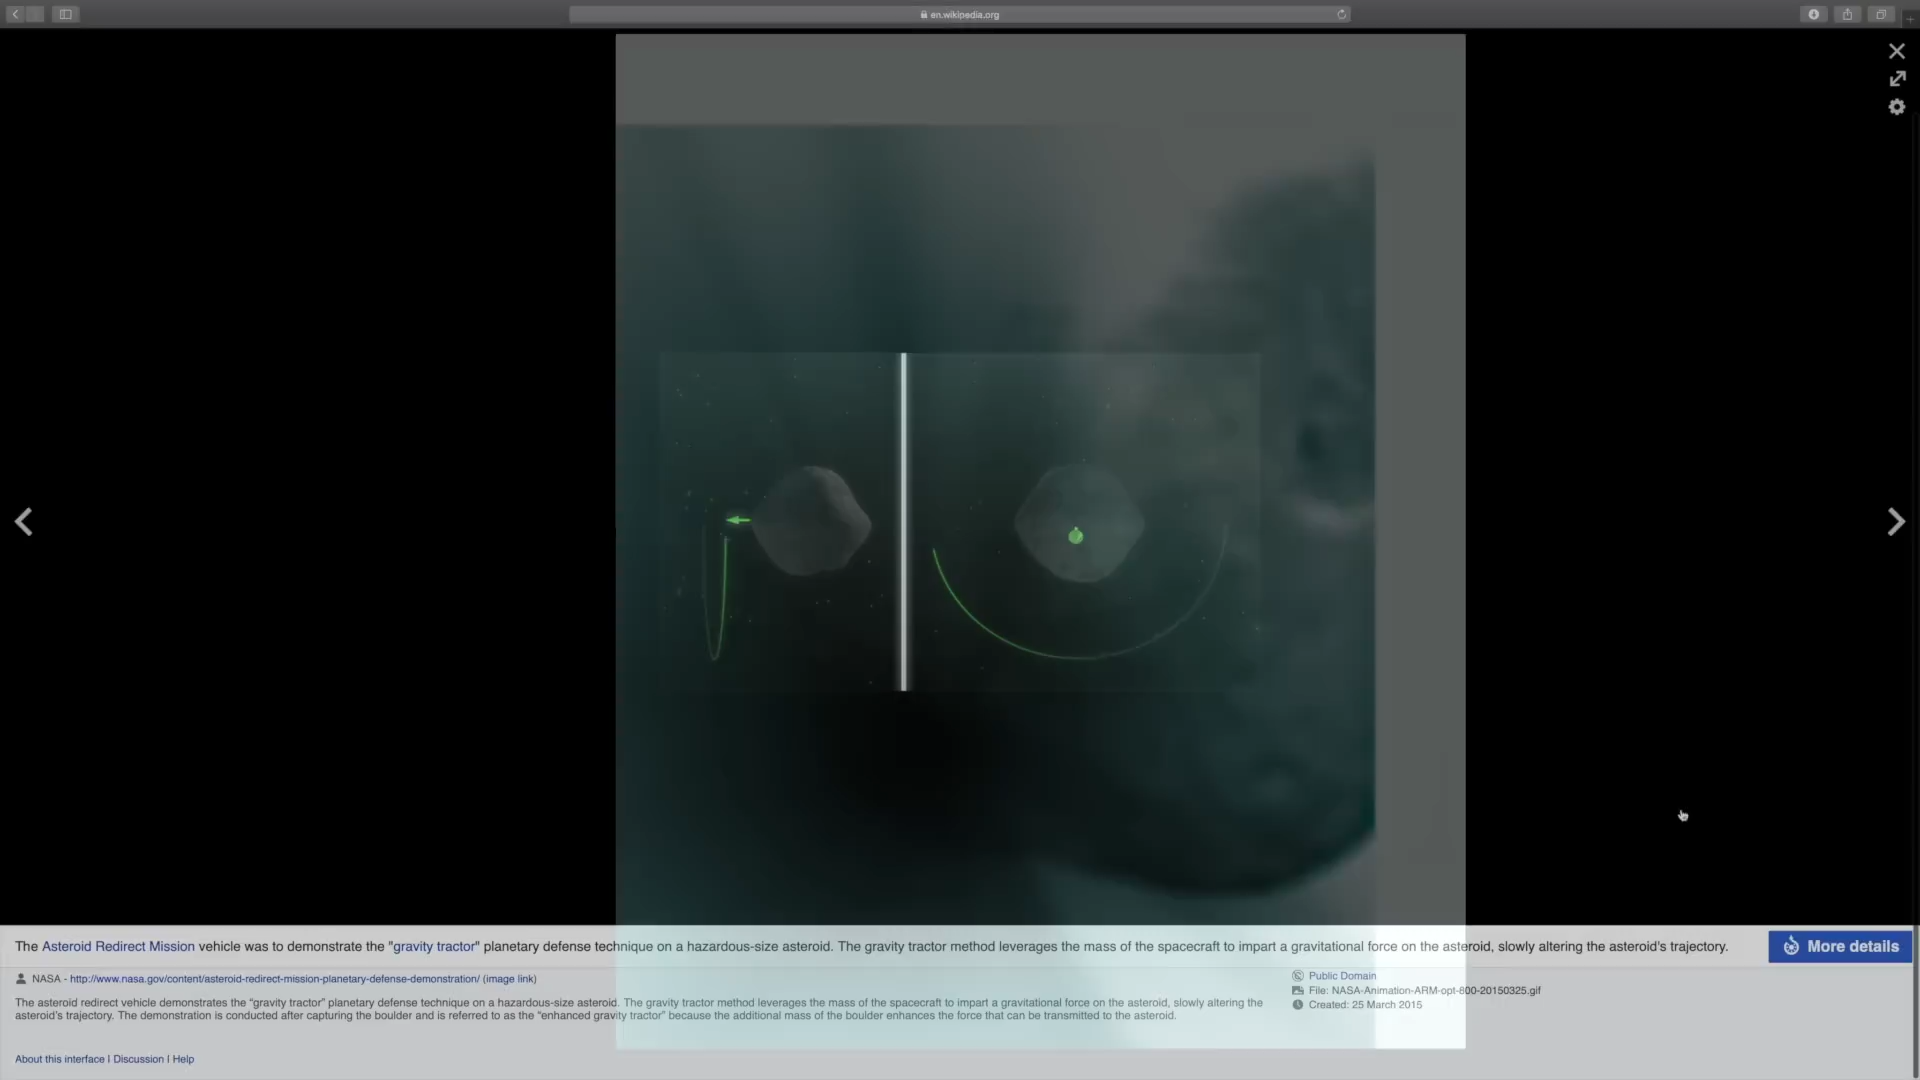 en.wikipedia.org
The Asteroid Redirect Mission vehicle was to demonstrate the "gravity tractor" planetary defense technique on a hazardous-size asteroid. The gravity tractor method leverages the mass of the spacecraft to impart a gravitational force on the asteroid, slowly altering the asteroid's trajectory.
More details
NASA - http://www.nasa.gov/content/asteroid-redirect-mission-planetary-defense-demonstration/ (image link)
The asteroid redirect vehicle demonstrates the “gravity tractor” planetary defense technique on a hazardous-size asteroid. The gravity tractor method leverages the mass of the spacecraft to impart a gravitational force on the asteroid, slowly altering the
asteroid's trajectory. The demonstration is conducted after capturing the boulder and is referred to as the “enhanced gravity tractor” because the additional mass of the boulder enhances the force that can be transmitted to the asteroid.
Public Domain
File: NASA-Animation-ARM-opt-800-20150325.gif
Created: 25 March 2015
About this interface | Discussion | Help